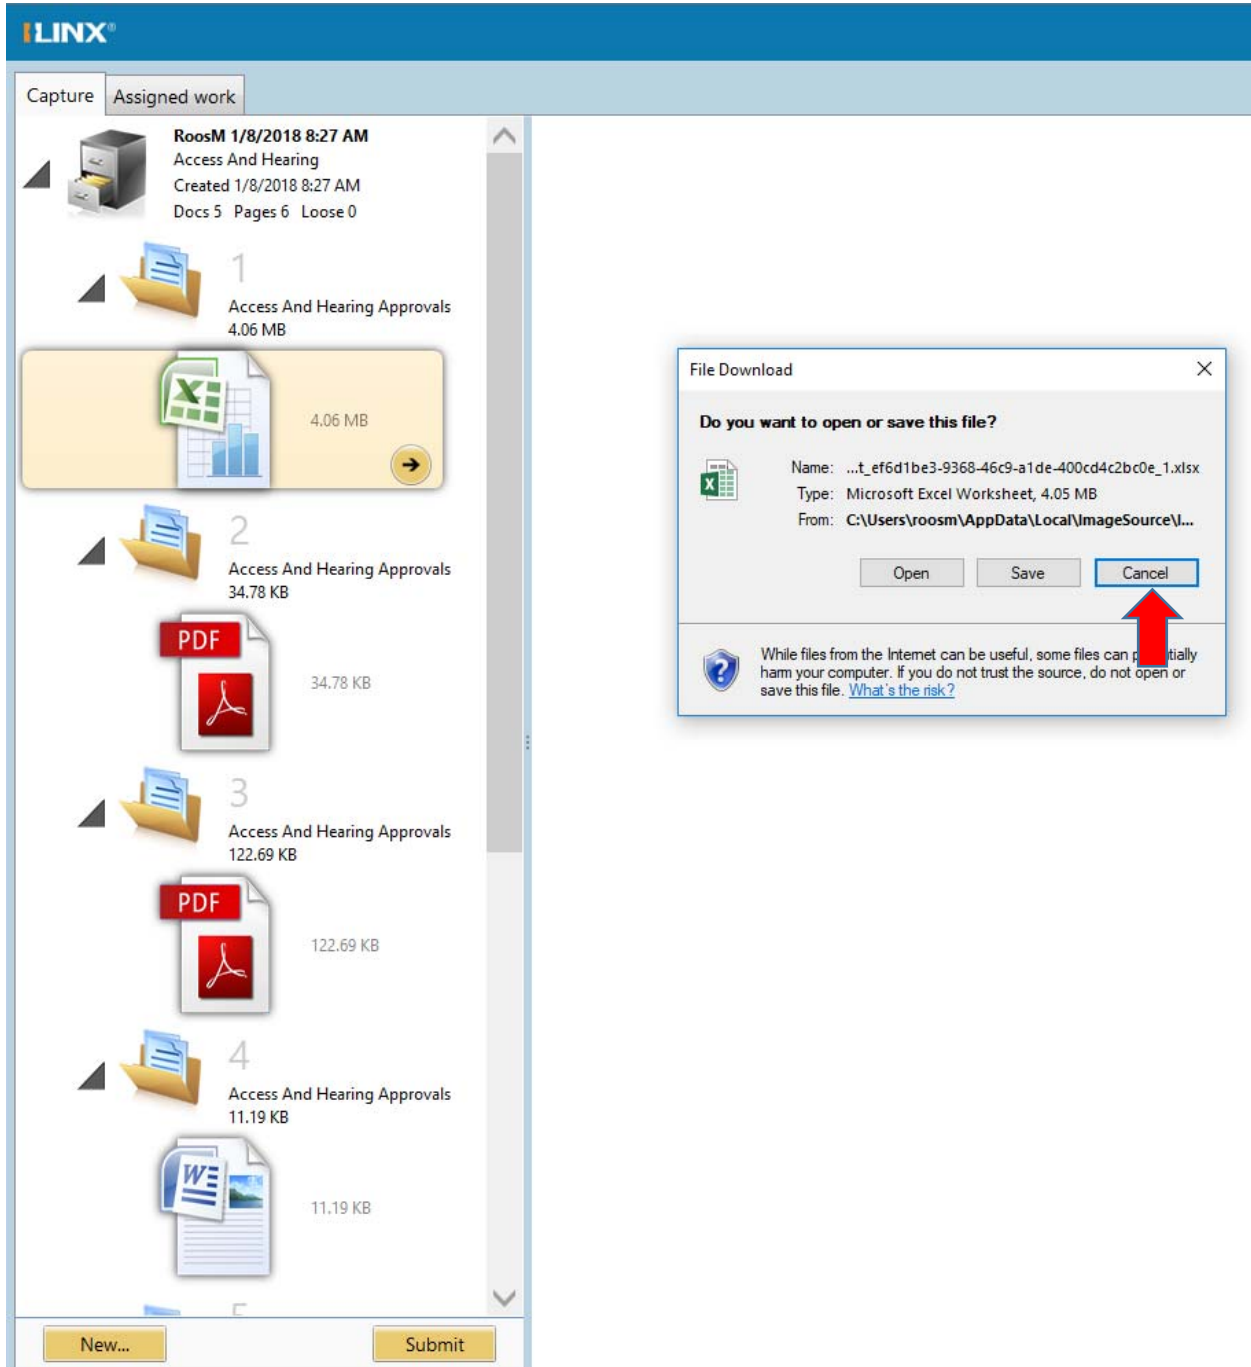 ILINX®
Capture
Assigned work
RoosM 1/8/2018 8:27 AM
Access And Hearing
Created 1/8/2018 8:27 AM
Docs 5 Pages 6 Loose 0
1
Access And Hearing Approvals
4.06 MB
4.06 MB
2
Access And Hearing Approvals
34.78 KB
PDF
34.78 KB
3
Access And Hearing Approvals
122.69 KB
PDF
122.69 KB
4
Access And Hearing Approvals
11.19 KB
W
11.19 KB
New...
Submit
File Download
Do you want to open or save this file?
Name: ...t_ef6d1be3-9368-46c9-a1de-400cd4c2bc0e_1.xlsx
Type: Microsoft Excel Worksheet, 4.05 MB
From: C:\Users\roosm\AppData\Local\ImageSource\I...
Open
Save
Cancel
While files from the Internet can be useful, some files can
harm your computer. If you do not trust the source, do not open or
save this file. What's the risk?